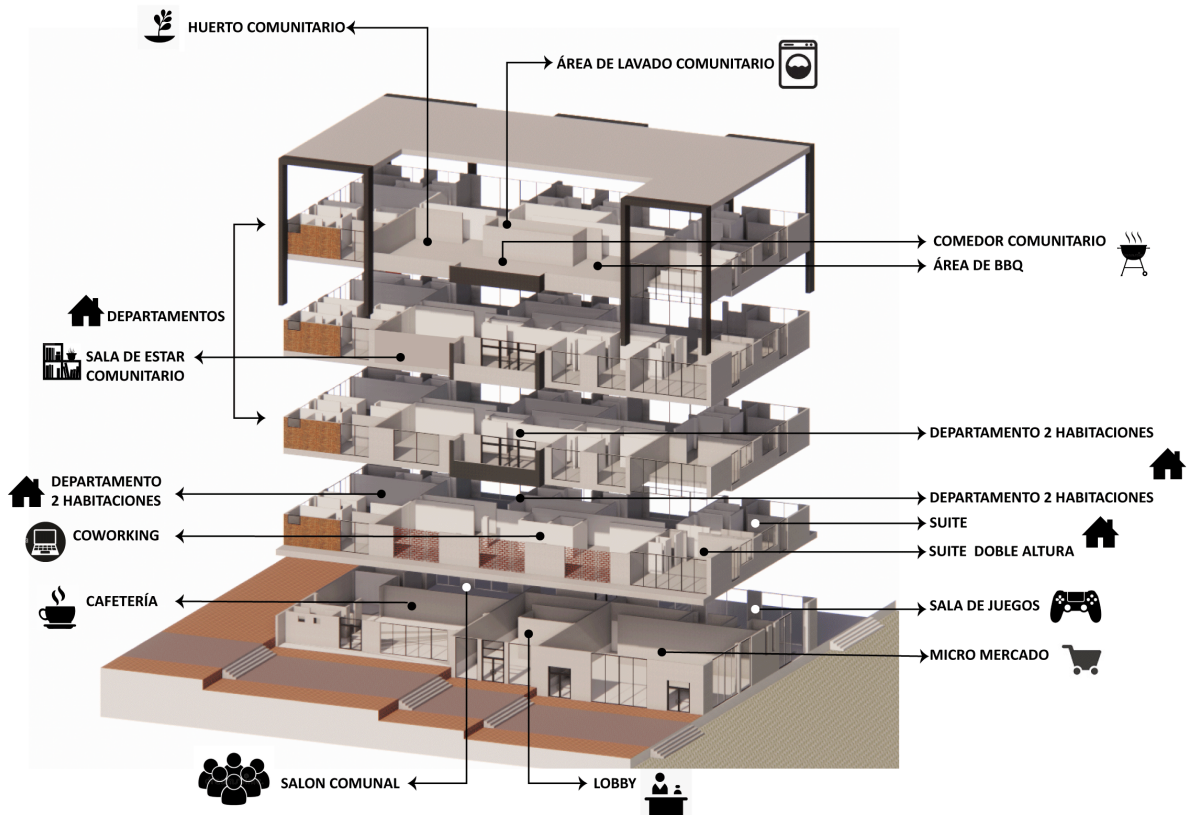 HUERTO COMUNITARIO
ÁREA DE LAVADO COMUNITARIO
COMEDOR COMUNITARIO
ÁREA DE BBQ
DEPARTAMENTOS
SALA DE ESTAR
COMUNITARIO
DEPARTAMENTO 2 HABITACIONES
DEPARTAMENTO
2 HABITACIONES
DEPARTAMENTO 2 HABITACIONES
SUITE
COWORKING
SUITE DOBLE ALTURA
CAFETERÍA
SALA DE JUEGOS
MICRO MERCADO
SALON COMUNAL
LOBBY